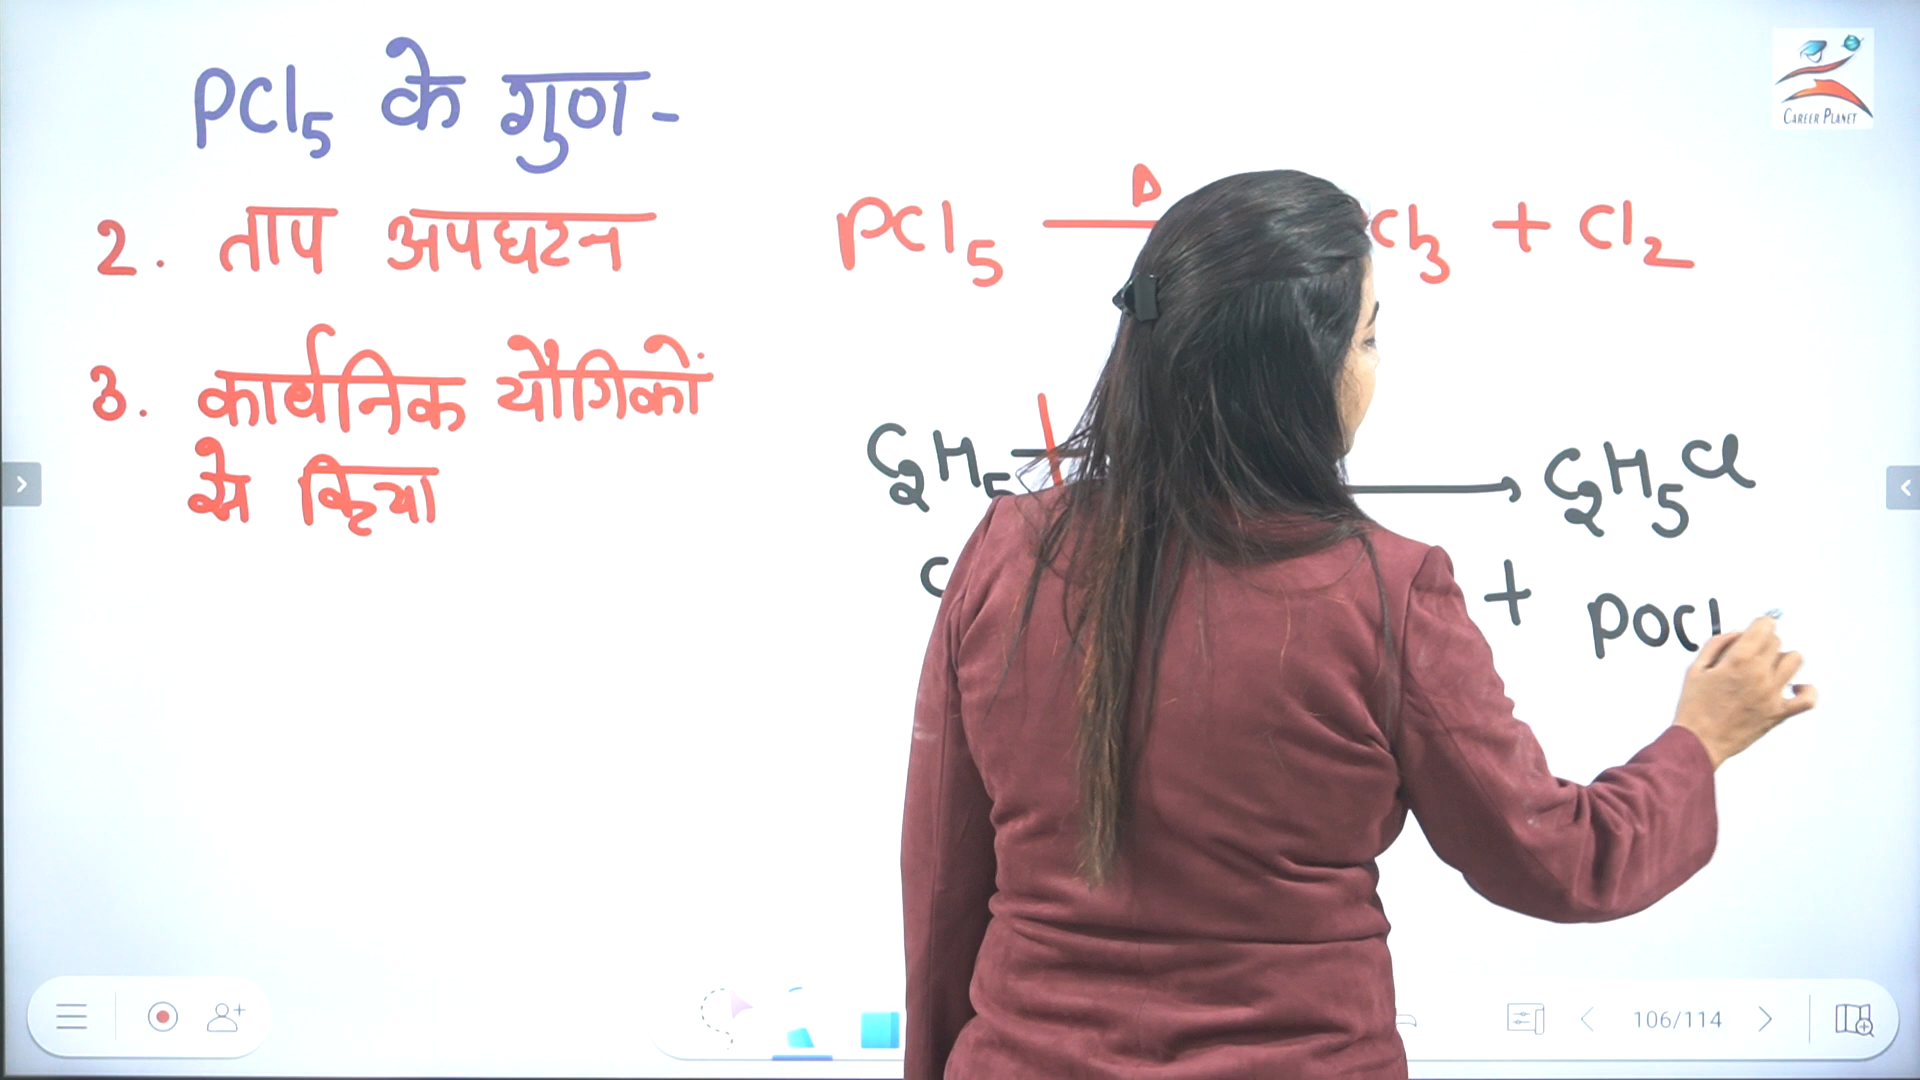 PCl5 के गुण -
CAREER PLANET
2. ताप अपघटन
PCl5 Δ Cl3 + Cl2
3. कार्बनिक यौगिकों
से क्रिया
C2H5 → C2H5Cl
+ POCl
106/114